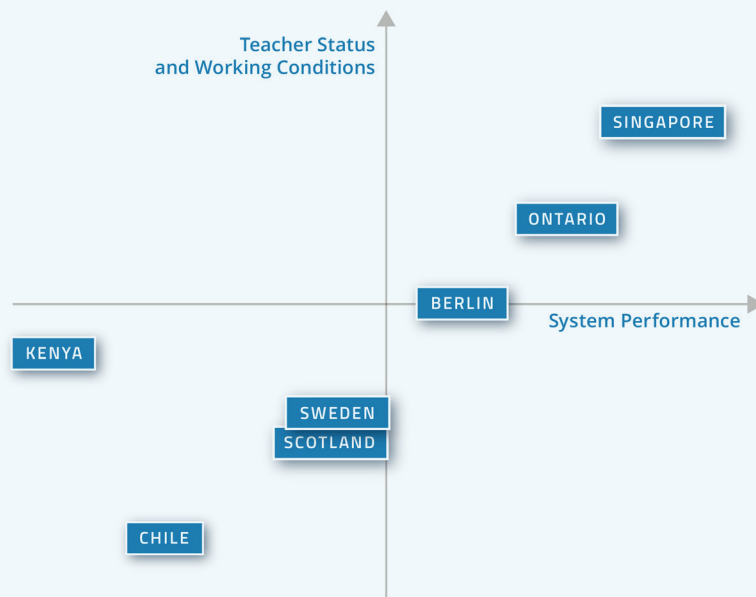 Teacher Status
and Working Conditions
SINGAPORE
ONTARIO
BERLIN
System Performance
KENYA
SWEDEN
SCOTLAND
CHILE